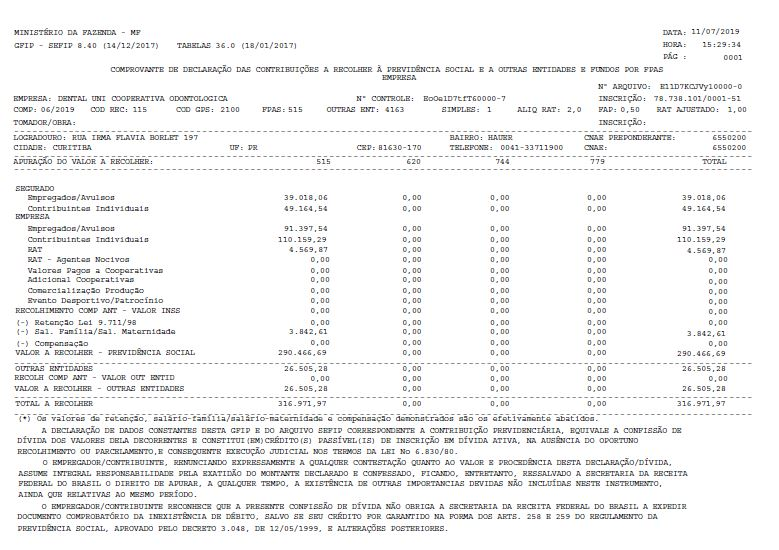 MINISTÉRIO DA FAZENDA - MF DATA: 11/07/2019
GFIP - SEFIP 8.40 (14/12/2017) TABELAS 36.0 (18/01/2017) HORA: 15:29:34
PÁG : 0001
COMPROVANTE DE DECLARAÇÃO DAS CONTRIBUIÇÕES A RECOLHER À PREVIDÊNCIA SOCIAL E A OUTRAS ENTIDADES E FUNDOS POR FPAS
EMPRESA
N° ARQUIVO: E11D7KCJVy10000-0
EMPRESA: DENTAL UNI COOPERATIVA ODONTOLOGICA N° CONTROLE: EoOe1D7tfT60000-7 INSCRIÇÃO: 78.738.101/0001-51
COMP: 06/2019 COD REC: 115 COD GPS: 2100 FPAS: 515 OUTRAS ENT: 4163 SIMPLES: 1 ALIQ RAT: 2,0 FAP: 0,50 RAT AJUSTADO: 1,00
TOMADOR/OBRA: INSCRIÇÃO:
LOGRADOURO: RUA IRMA FLAVIA BORLET 197 BAIRRO: HAUER CNAE PREPONDERANTE: 6550200
CIDADE: CURITIBA UF: PR CEP: 81630-170 TELEFONE: 0041-33711900 CNAE: 6550200
APURAÇÃO DO VALOR A RECOLHER: 515 620 744 779 TOTAL
SEGURADO
Empregados/Avulsos 39.018,06 0,00 0,00 0,00 39.018,06
Contribuintes Individuais 49.164,54 0,00 0,00 0,00 49.164,54
EMPRESA
Empregados/Avulsos 91.397,54 0,00 0,00 0,00 91.397,54
Contribuintes Individuais 110.159,29 0,00 0,00 0,00 110.159,29
RAT 4.569,87 0,00 0,00 0,00 4.569,87
RAT - Agentes Nocivos 0,00 0,00 0,00 0,00 0,00
Valores Pagos a Cooperativas 0,00 0,00 0,00 0,00 0,00
Adicional Cooperativas 0,00 0,00 0,00 0,00 0,00
Comercialização Produção 0,00 0,00 0,00 0,00 0,00
Evento Desportivo/Patrocínio 0,00 0,00 0,00 0,00 0,00
RECOLHIMENTO COMP ANT - VALOR INSS 0,00 0,00 0,00 0,00 0,00
(-) Retenção Lei 9.711/98 0,00 0,00 0,00 0,00 0,00
(-) Sal. Família/Sal. Maternidade 3.842,61 0,00 0,00 0,00 3.842,61
(-) Compensação 0,00 0,00 0,00 0,00 0,00
VALOR A RECOLHER - PREVIDÊNCIA SOCIAL 290.466,69 0,00 0,00 0,00 290.466,69
OUTRAS ENTIDADES 26.505,28 0,00 0,00 0,00 26.505,28
RECOLH COMP ANT - VALOR OUT ENTID 0,00 0,00 0,00 0,00 0,00
VALOR A RECOLHER - OUTRAS ENTIDADES 26.505,28 0,00 0,00 0,00 26.505,28
TOTAL A RECOLHER 316.971,97 0,00 0,00 0,00 316.971,97
(*) Os valores de retenção, salário-família/salário-maternidade e compensação demonstrados são os efetivamente abatidos.
A DECLARAÇÃO DE DADOS CONSTANTES DESTA GFIP E DO ARQUIVO SEFIP CORRESPONDENTE A CONTRIBUIÇÃO PREVIDENCIÁRIA, EQUIVALE A CONFISSÃO DE
DÍVIDA DOS VALORES DELA DECORRENTES E CONSTITUI(EM)CRÉDITO(S) PASSÍVEL(IS) DE INSCRIÇÃO EM DÍVIDA ATIVA, NA AUSÊNCIA DO OPORTUNO
RECOLHIMENTO OU PARCELAMENTO,E CONSEQUENTE EXECUÇÃO JUDICIAL NOS TERMOS DA LEI No 6.830/80.
O EMPREGADOR/CONTRIBUINTE, RENUNCIANDO EXPRESSAMENTE A QUALQUER CONTESTAÇÃO QUANTO AO VALOR E PROCEDÊNCIA DESTA DECLARAÇÃO/DÍVIDA,
ASSUME INTEGRAL RESPONSABILIDADE PELA EXATIDÃO DO MONTANTE DECLARADO E CONFESSADO, FICANDO, ENTRETANTO, RESSALVADO A SECRETARIA DA RECEITA
FEDERAL DO BRASIL O DIREITO DE APURAR, A QUALQUER TEMPO, A EXISTÊNCIA DE OUTRAS IMPORTANCIAS DEVIDAS NÃO INCLUÍDAS NESTE INSTRUMENTO,
AINDA QUE RELATIVAS AO MESMO PERÍODO.
O EMPREGADOR/CONTRIBUINTE RECONHECE QUE A PRESENTE CONFISSÃO DE DÍVIDA NÃO OBRIGA A SECRETARIA DA RECEITA FEDERAL DO BRASIL A EXPEDIR
DOCUMENTO COMPROBATÓRIO DA INEXISTÊNCIA DE DÉBITO, SALVO SE SEU CRÉDITO FOR GARANTIDO NA FORMA DOS ARTS. 258 E 259 DO REGULAMENTO DA
PREVIDÊNCIA SOCIAL, APROVADO PELO DECRETO 3.048, DE 12/05/1999, E ALTERAÇÕES POSTERIORES.